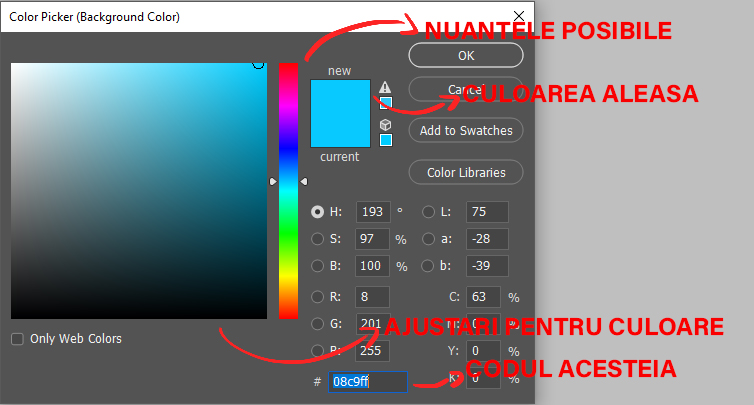 Color Picker (Background Color)
NUANTELE POSIBILE
OK
new
Cancel
CULOAREA ALEASA
Add to Swatches
current
Color Libraries
H: 193 °
L: 75
S: 97 %
a: -28
B: 100 %
b: -39
R: 8
C: 63 %
G: 201
AJUSTARI PENTRU CULOARE
%
Only Web Colors
255
Y: 0 %
CODUL ACESTEIA
# 08c9ff
K: 0 %